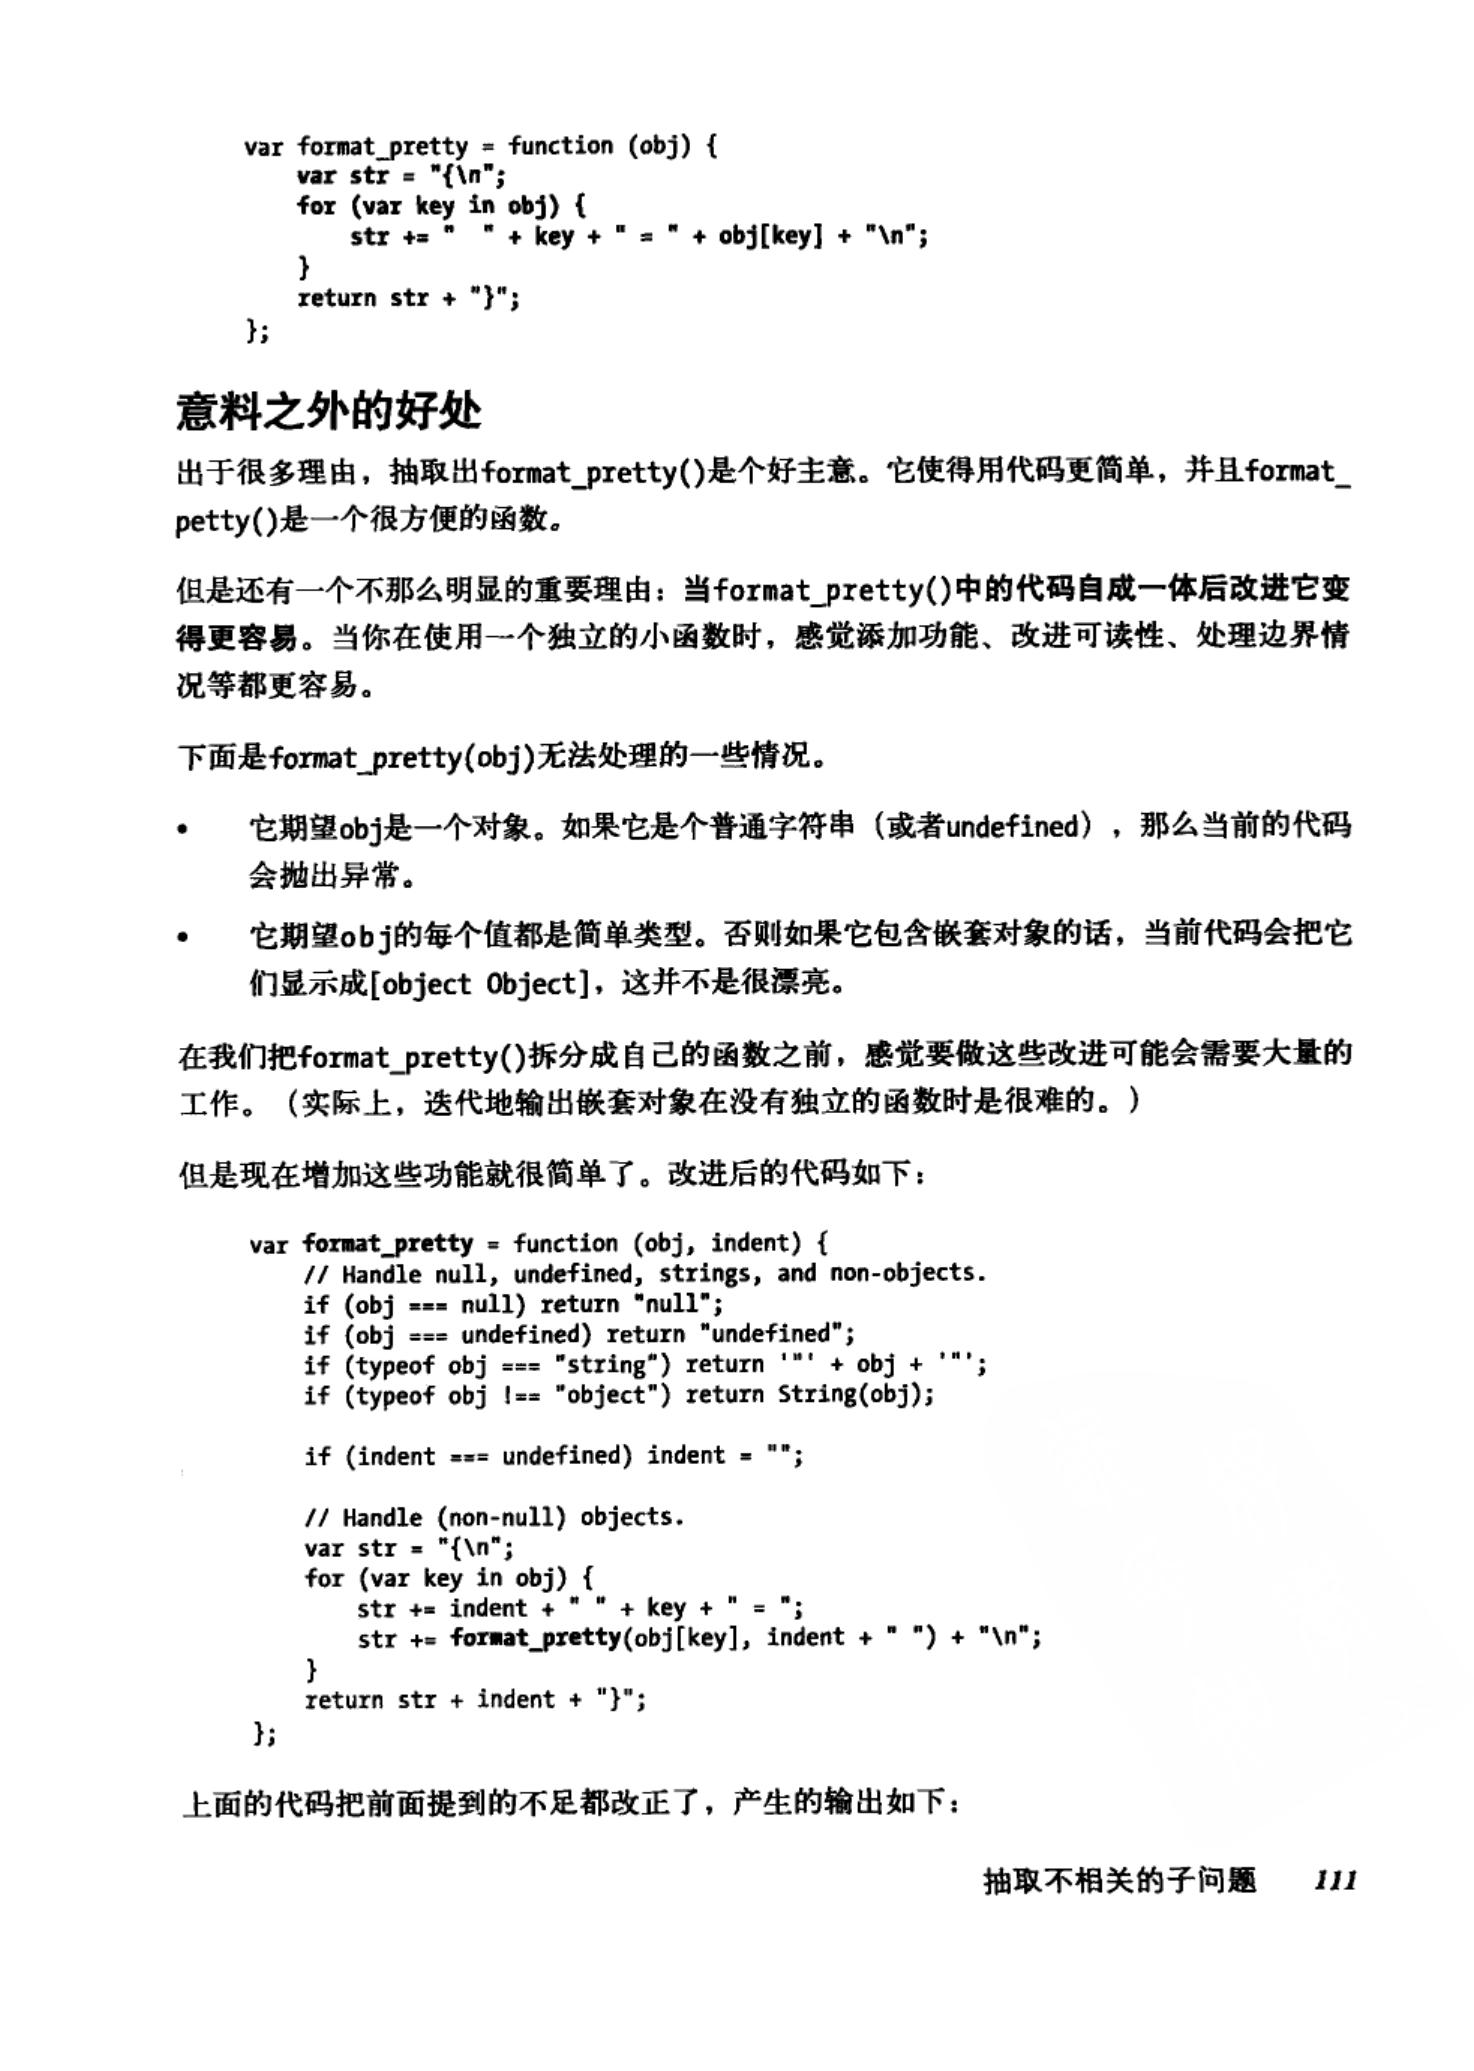 var format_pretty = function (obj) {
    var str = "{\n";
    for (var key in obj) {
        str += "  " + key + " = " + obj[key] + "\n";
    }
    return str + "}";
};
意料之外的好处
出于很多理由，抽取出format_pretty()是个好主意。它使得用代码更简单，并且format_
petty()是一个很方便的函数。
但是还有一个不那么明显的重要理由：当format_pretty()中的代码自成一体后改进它变
得更容易。当你在使用一个独立的小函数时，感觉添加功能、改进可读性、处理边界情
况等都更容易。
下面是format_pretty(obj)无法处理的一些情况。
• 它期望obj是一个对象。如果它是个普通字符串（或者undefined），那么当前的代码
会抛出异常。
• 它期望obj的每个值都是简单类型。否则如果它包含嵌套对象的话，当前代码会把它
们显示成[object Object]，这并不是很漂亮。
在我们把format_pretty()拆分成自己的函数之前，感觉要做这些改进可能会需要大量的
工作。（实际上，迭代地输出嵌套对象在没有独立的函数时是很难的。）
但是现在增加这些功能就很简单了。改进后的代码如下：
var format_pretty = function (obj, indent) {
    // Handle null, undefined, strings, and non-objects.
    if (obj === null) return "null";
    if (obj === undefined) return "undefined";
    if (typeof obj === "string") return '"' + obj + '"';
    if (typeof obj !== "object") return String(obj);
    if (indent === undefined) indent = "";
    // Handle (non-null) objects.
    var str = "{\n";
    for (var key in obj) {
        str += indent + " " + key + " = ";
        str += format_pretty(obj[key], indent + " ") + "\n";
    }
    return str + indent + "}";
};
上面的代码把前面提到的不足都改正了，产生的输出如下：
抽取不相关的子问题 111